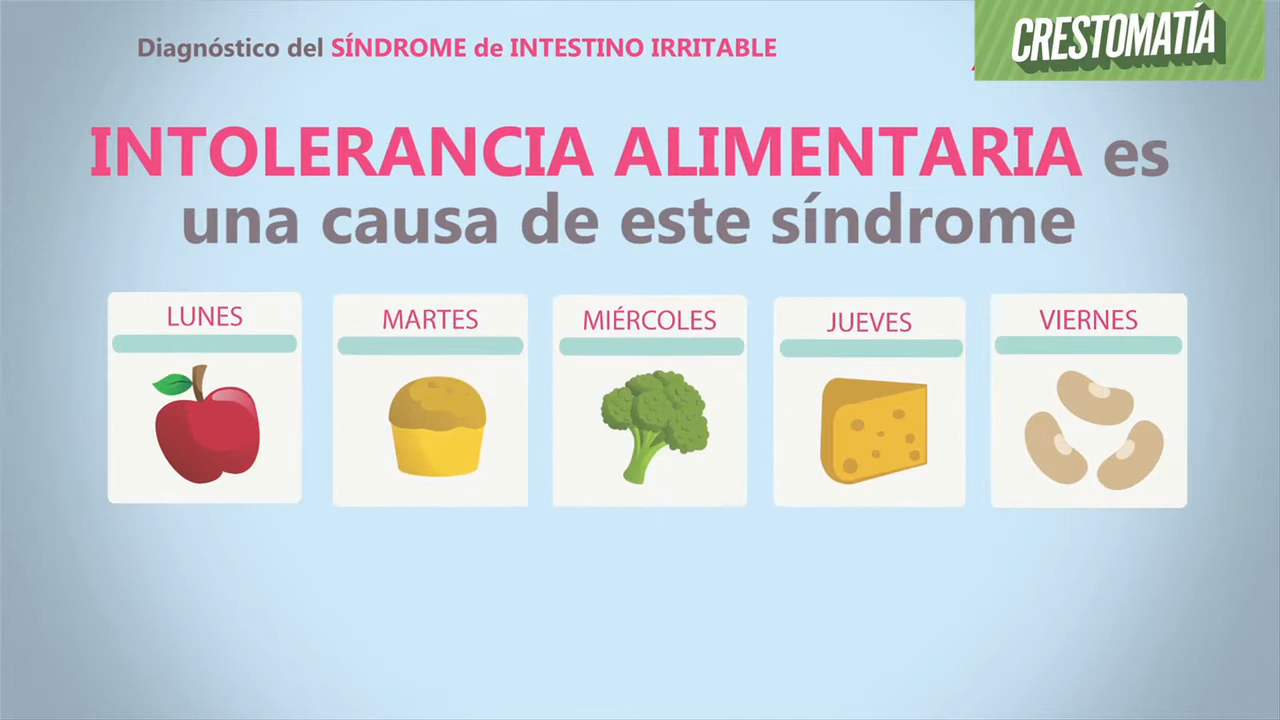 Diagnóstico del SÍNDROME de INTESTINO IRRITABLE
CRESTOMATÍA
INTOLERANCIA ALIMENTARIA es
una causa de este síndrome
LUNES
MARTES
MIÉRCOLES
JUEVES
VIERNES